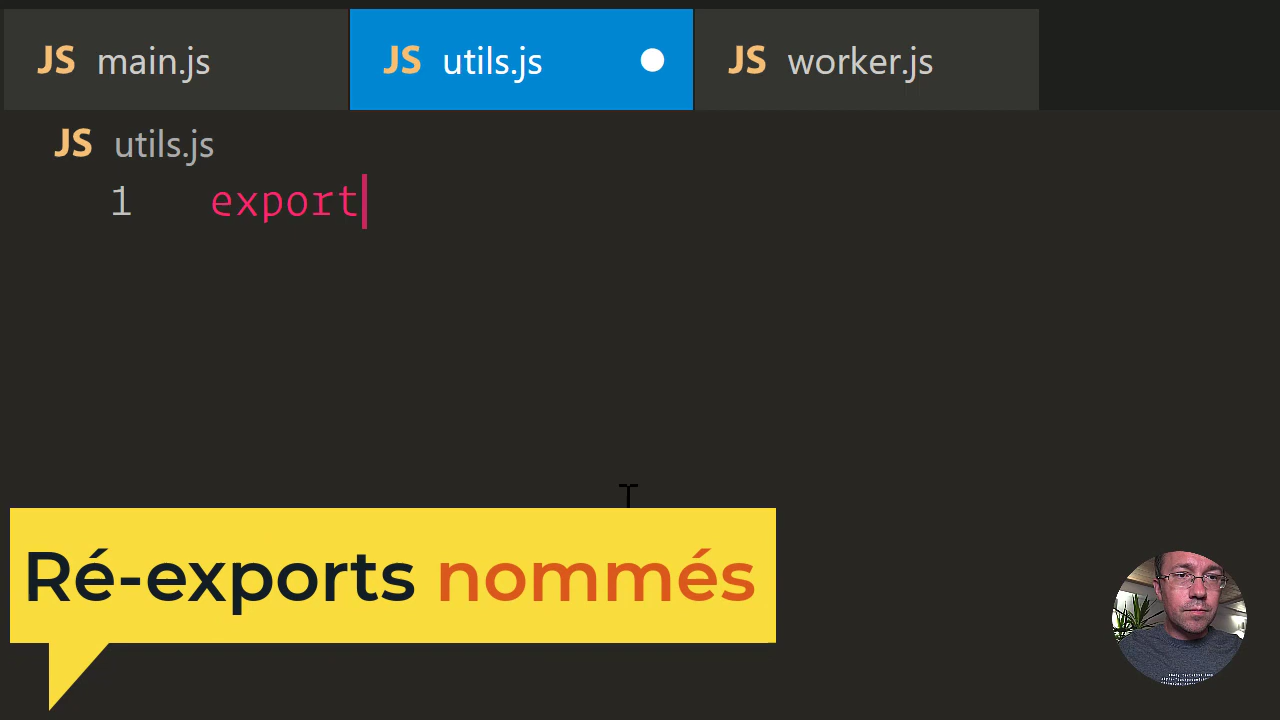 JS main.js
JS utils.js
JS worker.js
JS utils.js
1 export
Ré-exports nommés